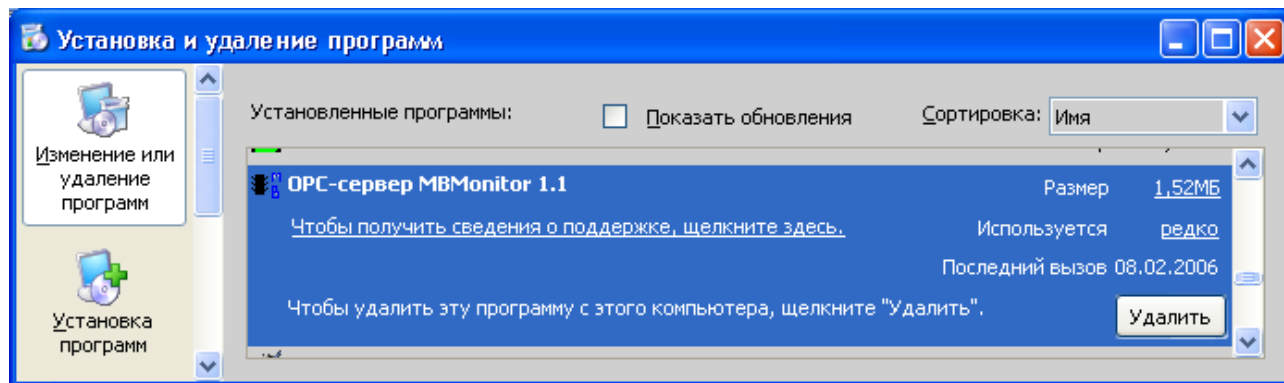 Установка и удаление программ
Изменение или
удаление
программ
Установка
программ
Установленные программы:
Показать обновления
Сортировка: Имя
OPC-сервер MBMonitor 1.1
Размер 1,52МБ
Чтобы получить сведения о поддержке, щелкните здесь.
Используется редко
Последний вызов 08.02.2006
Чтобы удалить эту программу с этого компьютера, щелкните "Удалить".
Удалить